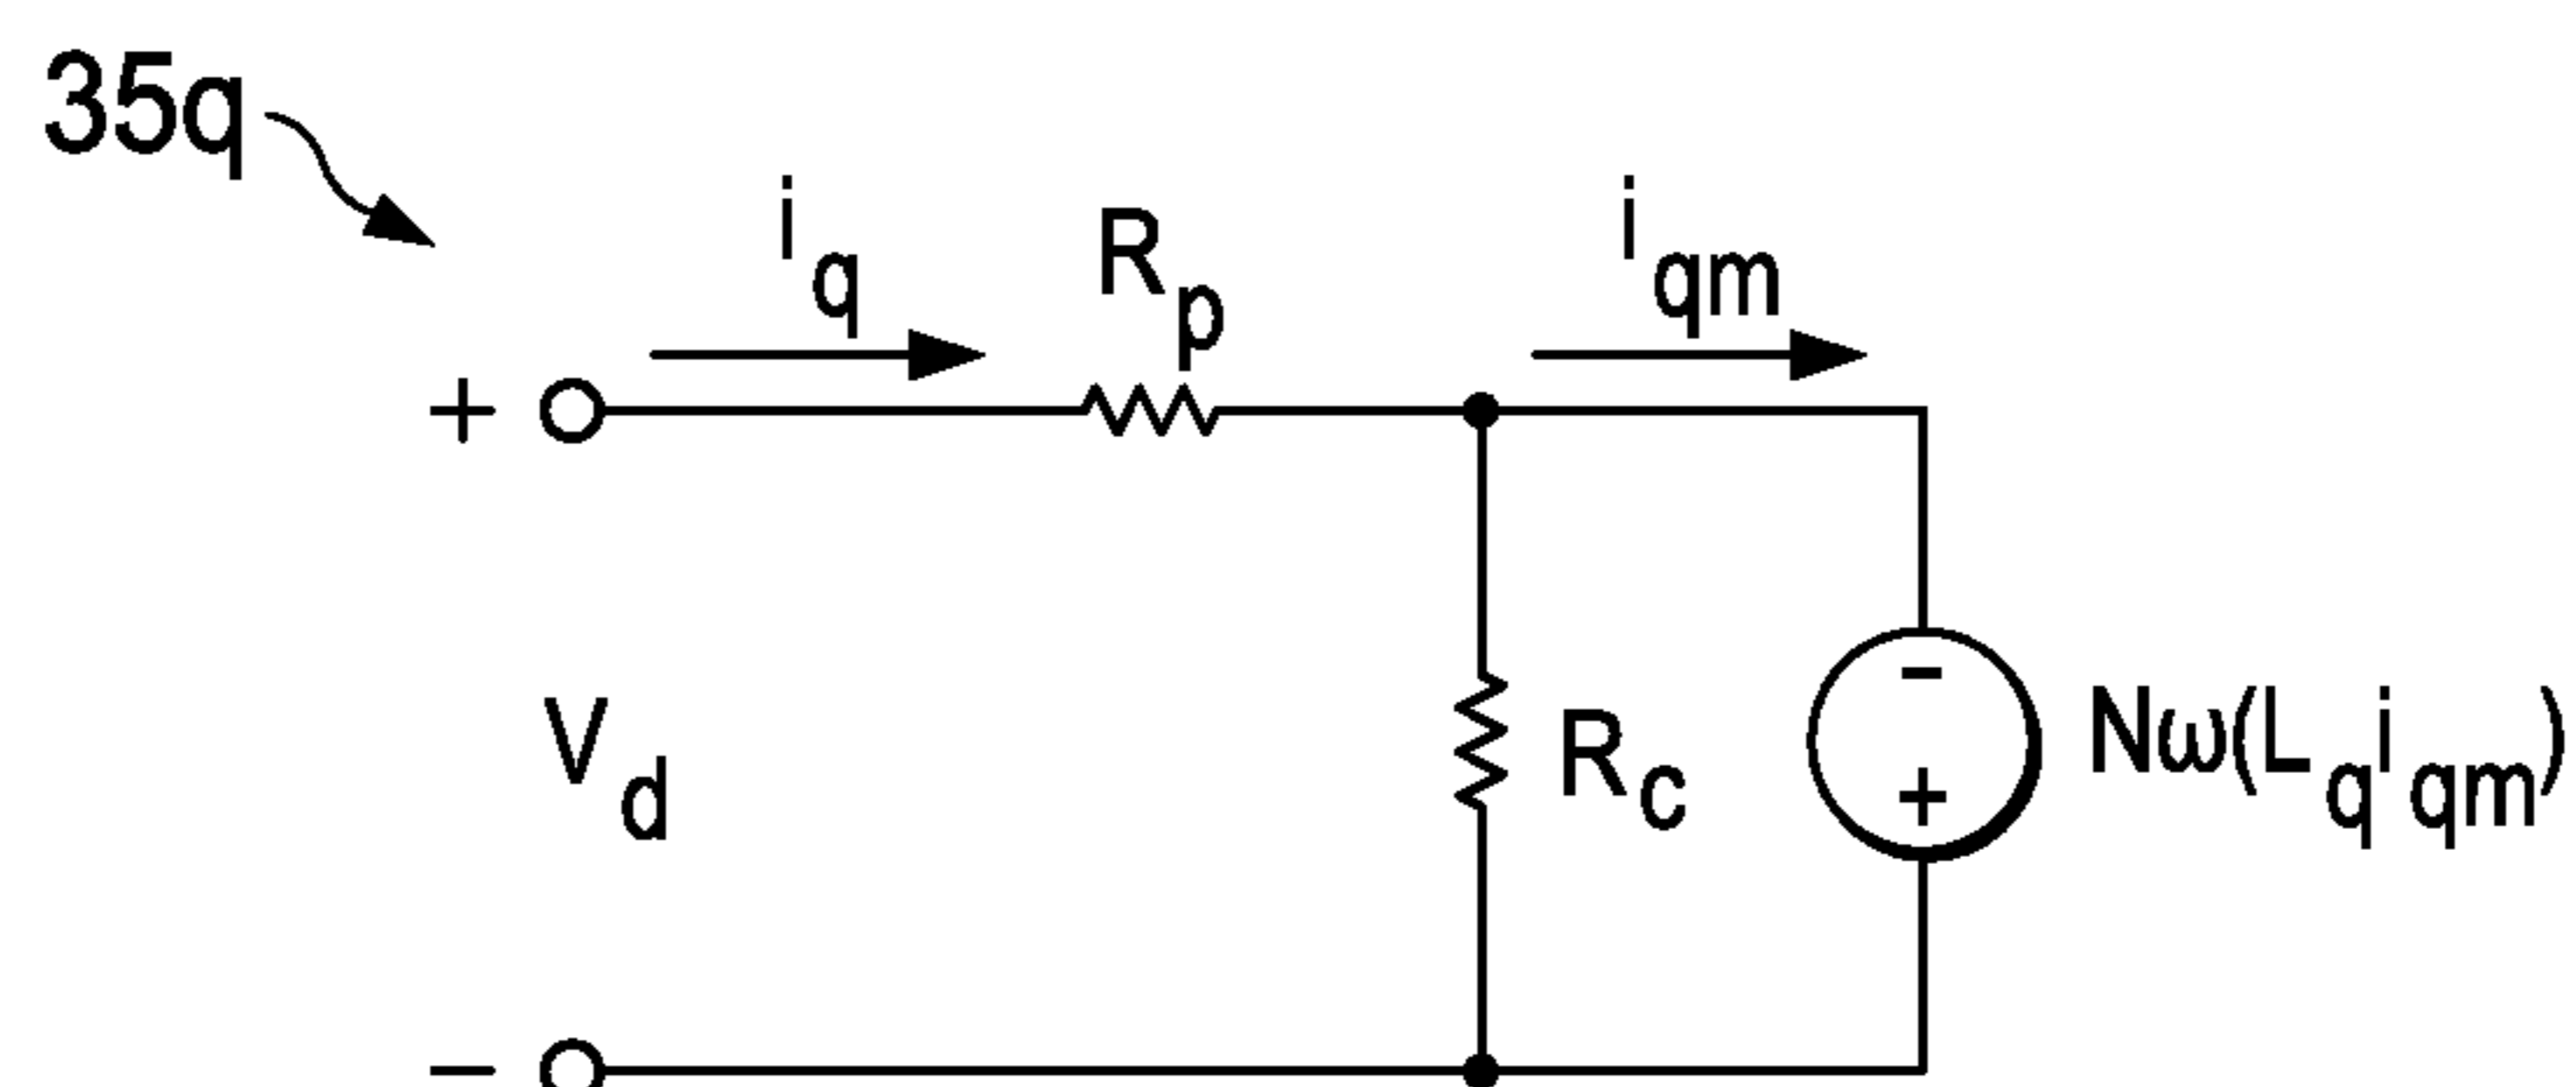 35q
i q
R p
i qm
+
V d
R c
-
+
Nω(L q i qm)
−